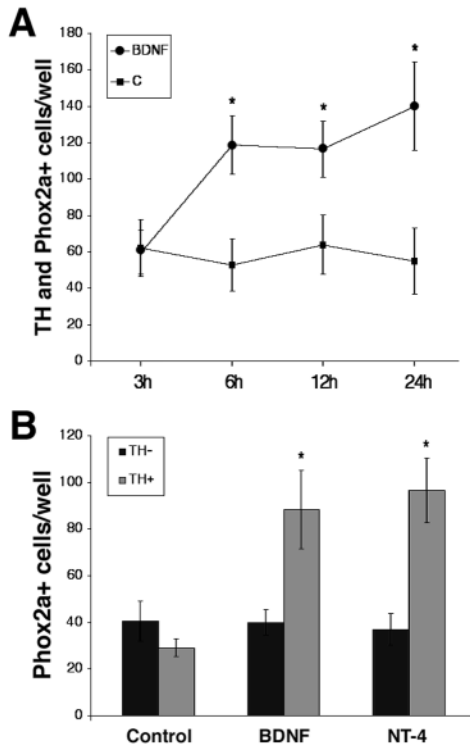 A
TH and Phox2a+ cells/well
180
160
140
120
100
80
60
40
20
0
BDNF
C
*
*
*
3h 6h 12h 24h
B
Phox2a+ cells/well
120
100
80
60
40
20
0
TH-
TH+
*
*
Control BDNF NT-4